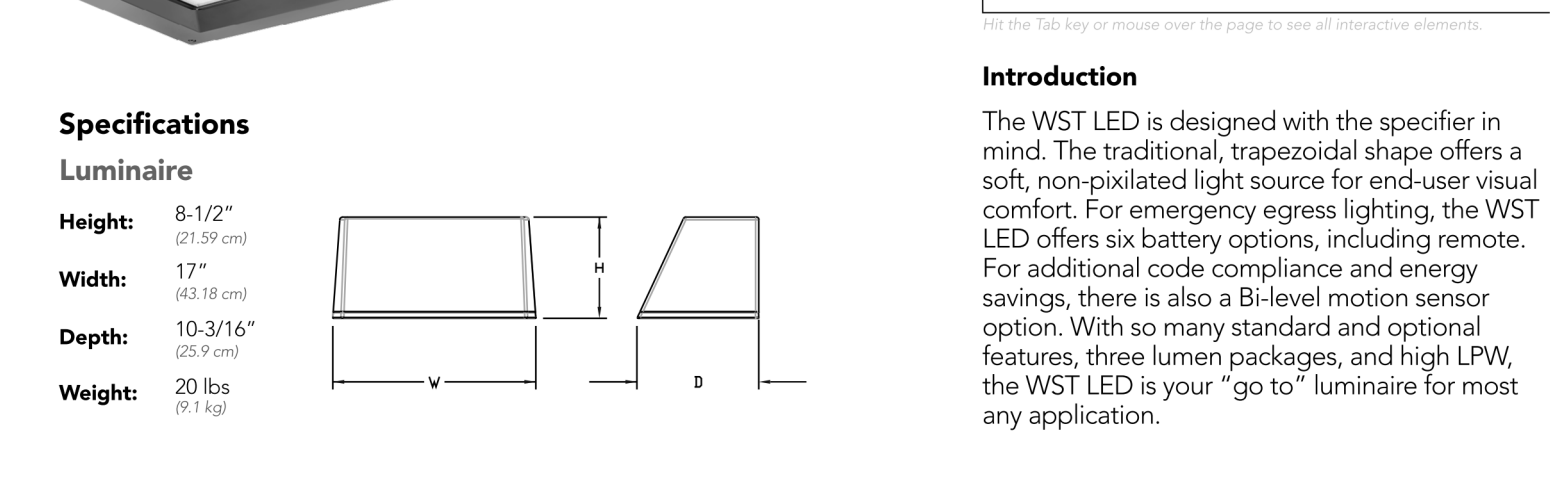 Hit the Tab key or mouse over the page to see all interactive elements.
Specifications
Luminaire
Height: 8-1/2”
(21.59 cm)
Width: 17”
(43.18 cm)
Depth: 10-3/16”
(25.9 cm)
Weight: 20 lbs
(9.1 kg)
H
W
D
Introduction
The WST LED is designed with the specifier in
mind. The traditional, trapezoidal shape offers a
soft, non-pixilated light source for end-user visual
comfort. For emergency egress lighting, the WST
LED offers six battery options, including remote.
For additional code compliance and energy
savings, there is also a Bi-level motion sensor
option. With so many standard and optional
features, three lumen packages, and high LPW,
the WST LED is your “go to” luminaire for most
any application.